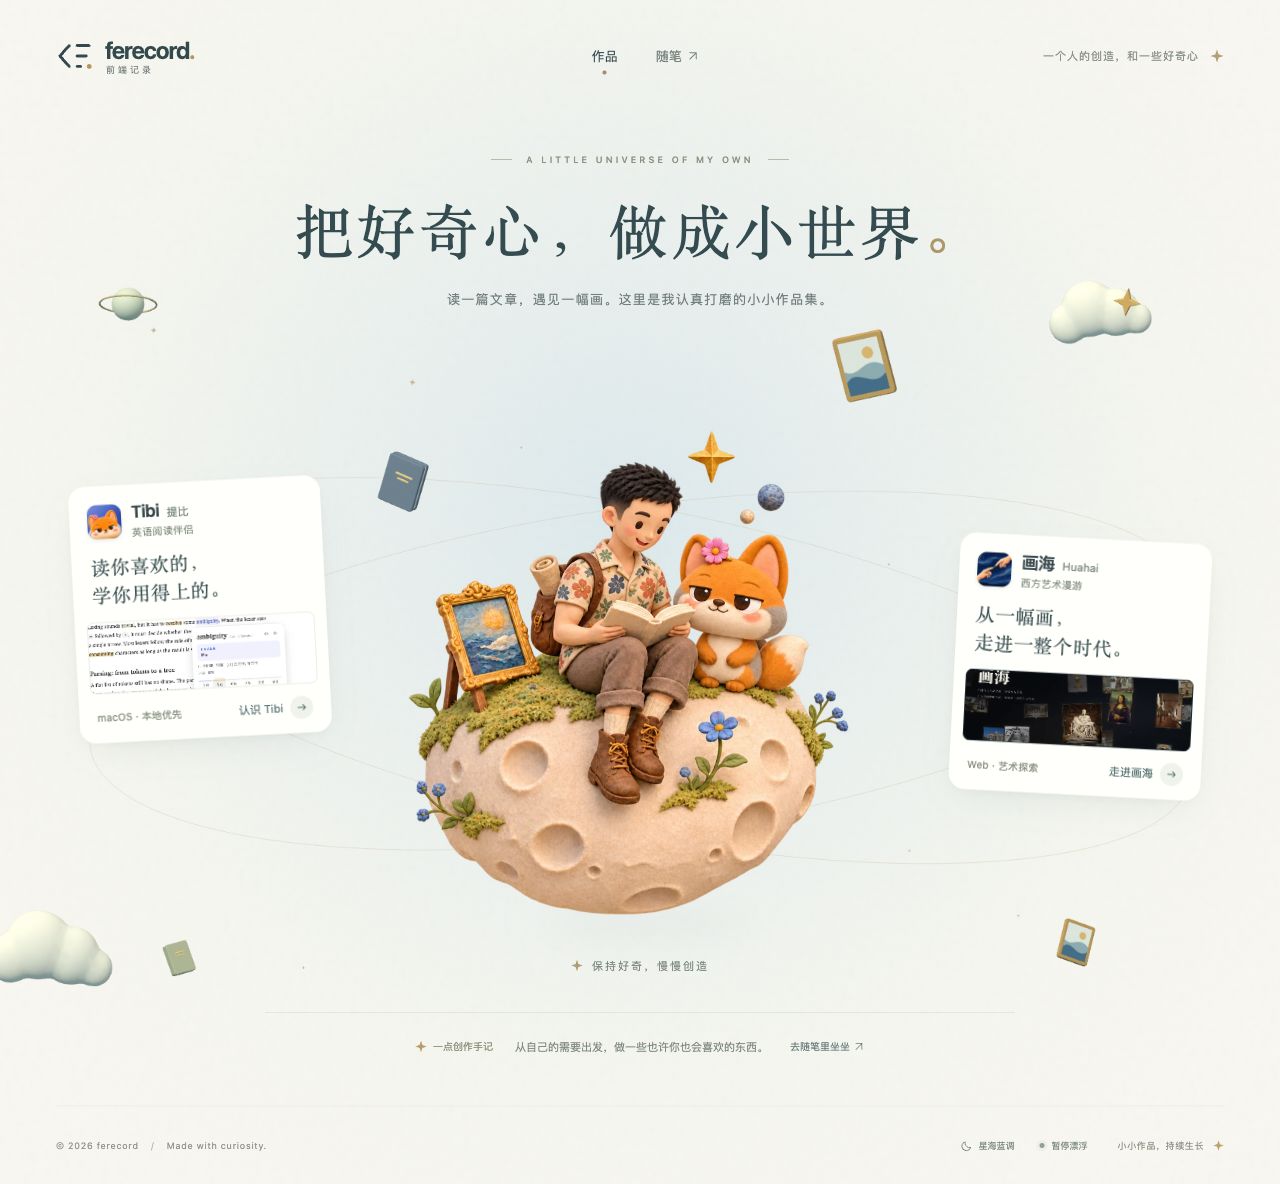 ferecord.
前端记录
作品
随笔
一个人的创造，和一些好奇心
A LITTLE UNIVERSE OF MY OWN
把好奇心，做成小世界。
读一篇文章，遇见一幅画。这里是我认真打磨的小小作品集。
Tibi 提比
英语阅读伴侣
读你喜欢的，
学你用得上的。
ambiguity
Parsing: from tokens to a tree
macOS · 本地优先
认识 Tibi
画海 Huahai
西方艺术漫游
从一幅画，
走进一整个时代。
画海
Web · 艺术探索
走进画海
保持好奇，慢慢创造
一点创作手记
从自己的需要出发，做一些也许你也会喜欢的东西。
去随笔里坐坐
© 2026 ferecord / Made with curiosity.
星海蓝调
暂停漂浮
小小作品，持续生长